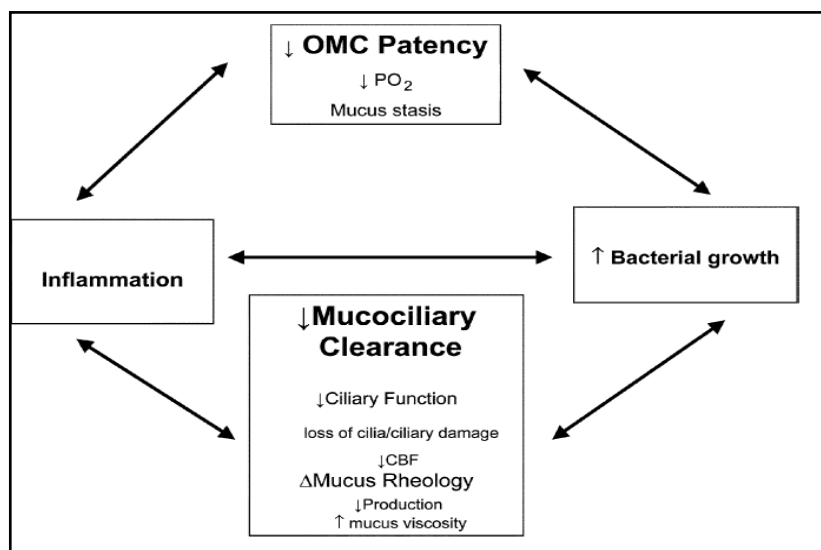 ↓ OMC Patency
↓ PO₂
Mucus stasis
Inflammation
↑ Bacterial growth
↓Mucociliary
Clearance
↓Ciliary Function
loss of cilia/ciliary damage
↓CBF
ΔMucus Rheology
↓Production
↑ mucus viscosity